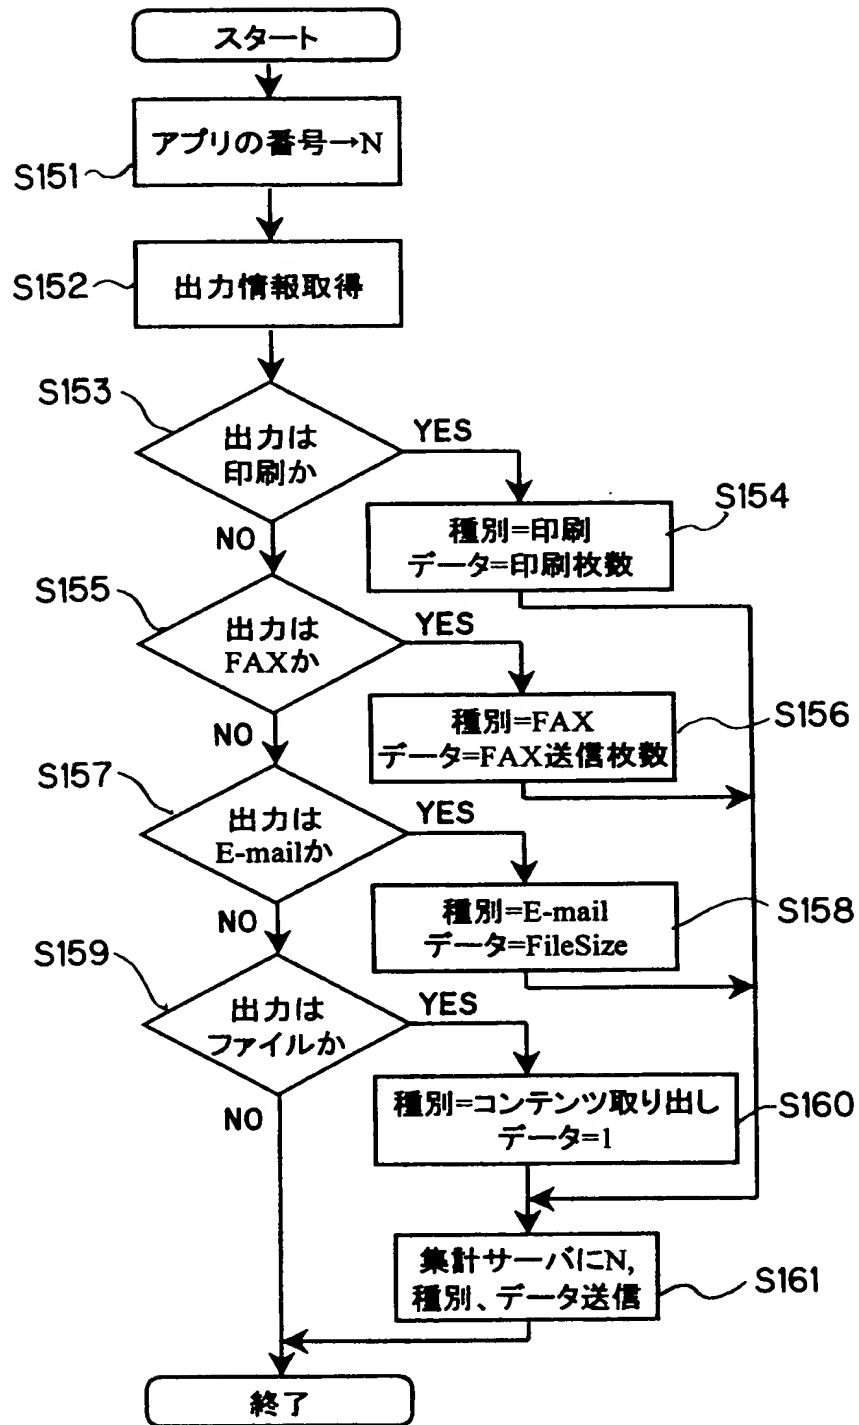 スタート
アプリの番号→N
S151
出力情報取得
S152
S153
出力は
印刷か
YES
NO
S154
種別=印刷
データ=印刷枚数
S155
出力は
FAXか
YES
NO
種別=FAX
データ=FAX送信枚数
S156
S157
出力は
E-mailか
YES
NO
種別=E-mail
データ=FileSize
S158
S159
出力は
ファイルか
YES
NO
種別=コンテンツ取り出し
データ=1
S160
集計サーバにN,
種別、データ送信
S161
終了